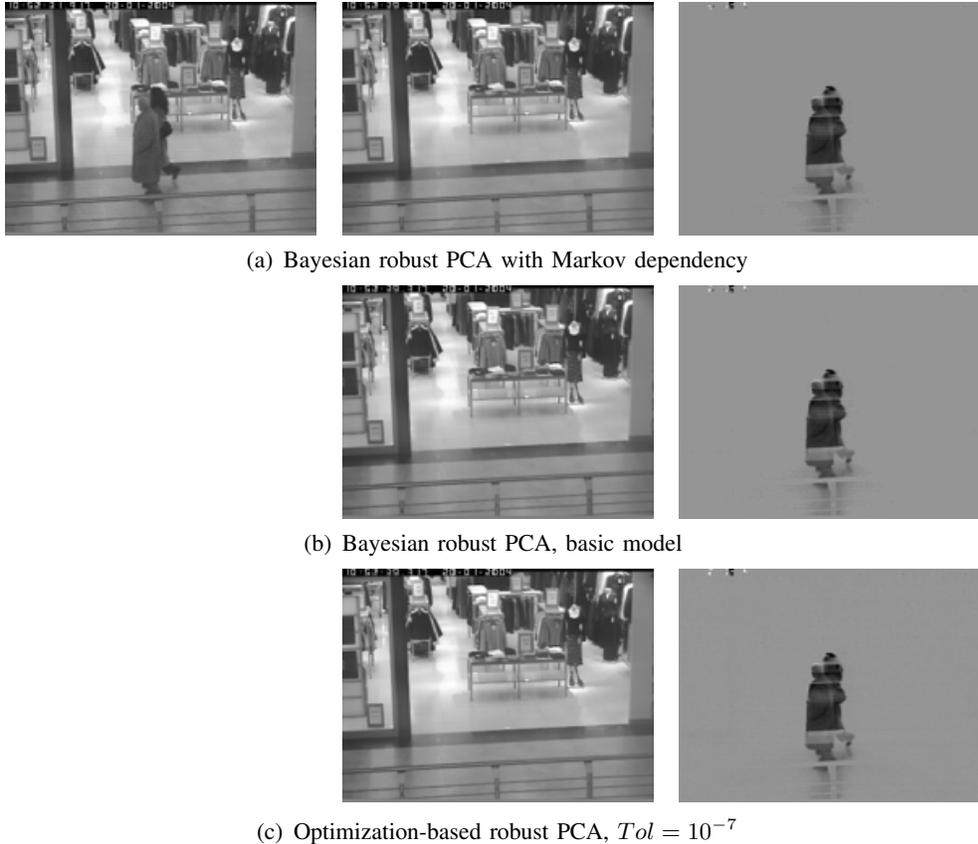 (a) Bayesian robust PCA with Markov dependency
(b) Bayesian robust PCA, basic model
(c) Optimization-based robust PCA, $Tol = 10^{-7}$